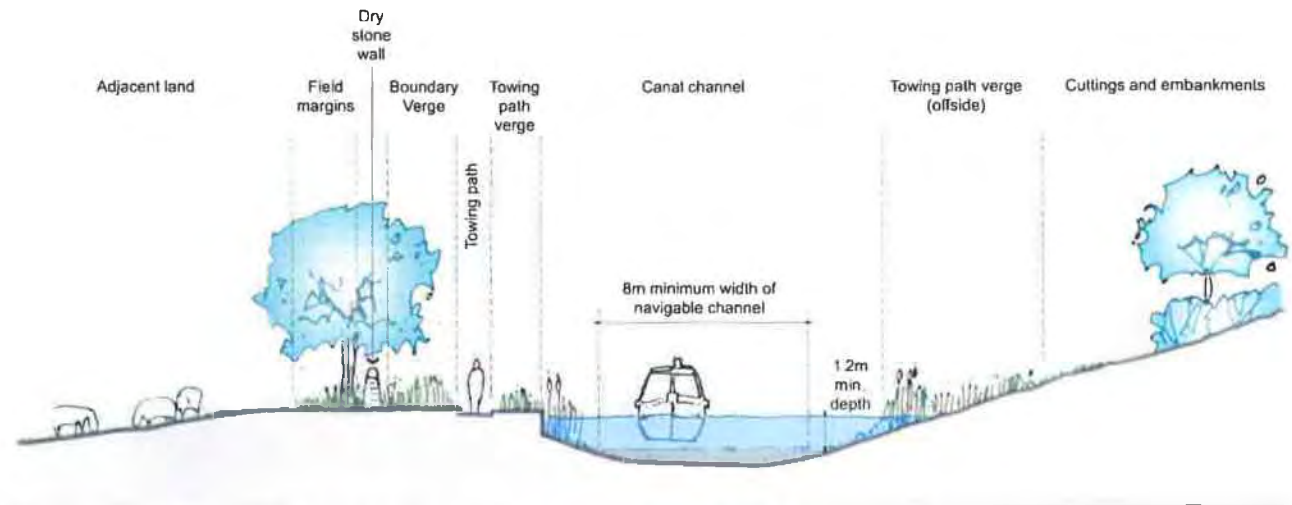 Dry
stone
wall
Adjacent land
Field
margins
Boundary
Verge
Towing
path
verge
Canal channel
Towing path verge
(offside)
Cuttings and embankments
Towing path
8m minimum width of
navigable channel
1.2m
min.
depth